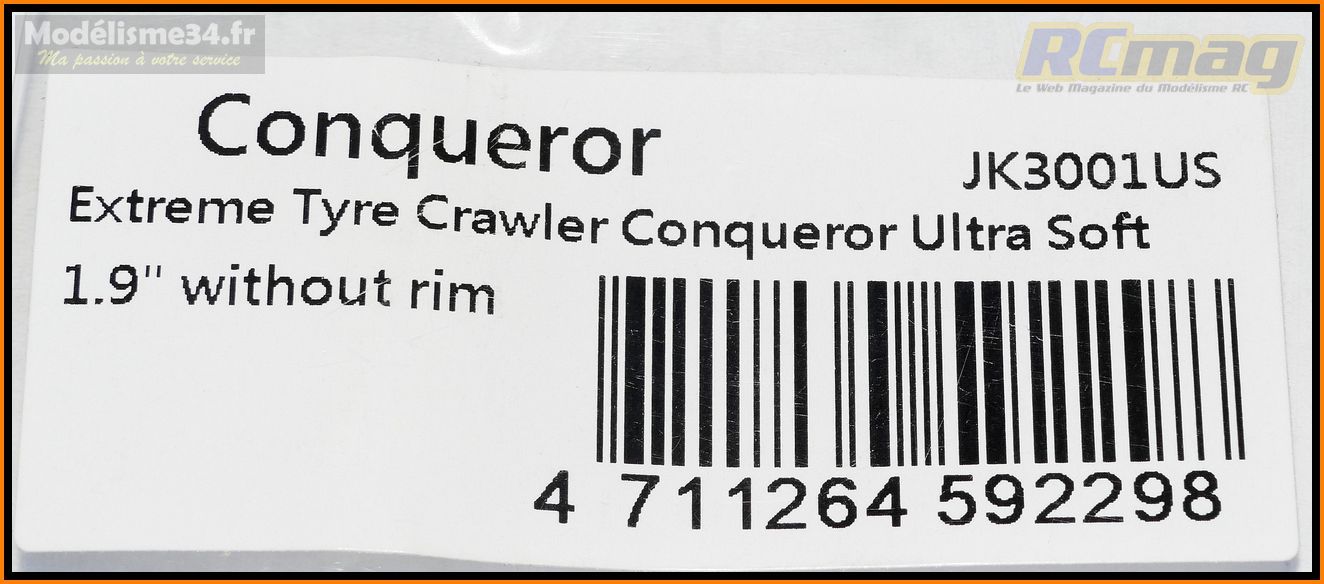 Modélisme34.fr
Ma passion à votre service
RCmag
Le Web Magazine du Modélisme RC
Conqueror
JK3001US
Extreme Tyre Crawler Conqueror Ultra Soft
1.9" without rim
4 711264 592298